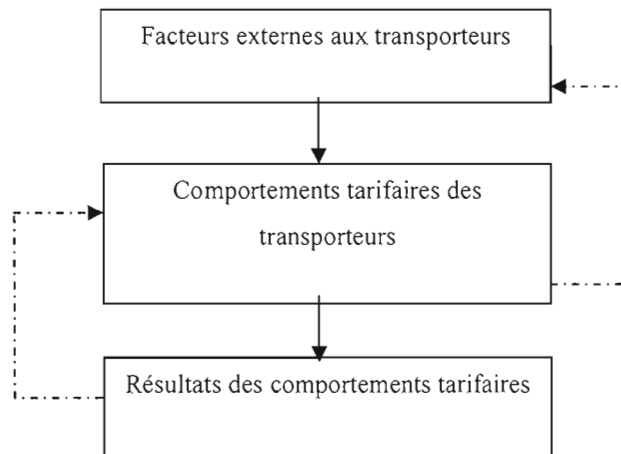 Facteurs externes aux transporteurs
Comportements tarifaires des
transporteurs
Résultats des comportements tarifaires